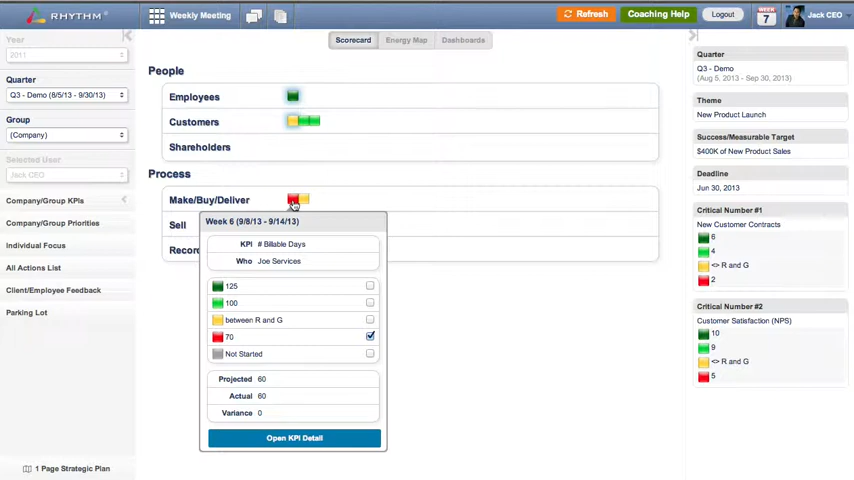 RHYTHM
Weekly Meeting
Refresh
Coaching Help
Logout
WEEK
7
Jack CEO
Year
2011
Quarter
Q3 - Demo (8/5/13 - 9/30/13)
Group
(Company)
Selected User
Jack CEO
Company/Group KPIs
Company/Group Priorities
Individual Focus
All Actions List
Client/Employee Feedback
Parking Lot
1 Page Strategic Plan
Scorecard
Energy Map
Dashboards
People
Employees
Customers
Shareholders
Process
Make/Buy/Deliver
Sell
Recor
Week 6 (9/8/13 - 9/14/13)
KPI # Billable Days
Who Joe Services
125
100
between R and G
70
Not Started
Projected 60
Actual 60
Variance 0
Open KPI Detail
Quarter
Q3 - Demo
(Aug 5, 2013 - Sep 30, 2013)
Theme
New Product Launch
Success/Measurable Target
$400K of New Product Sales
Deadline
Jun 30, 2013
Critical Number #1
New Customer Contracts
6
4
<> R and G
2
Critical Number #2
Customer Satisfaction (NPS)
10
9
<> R and G
5